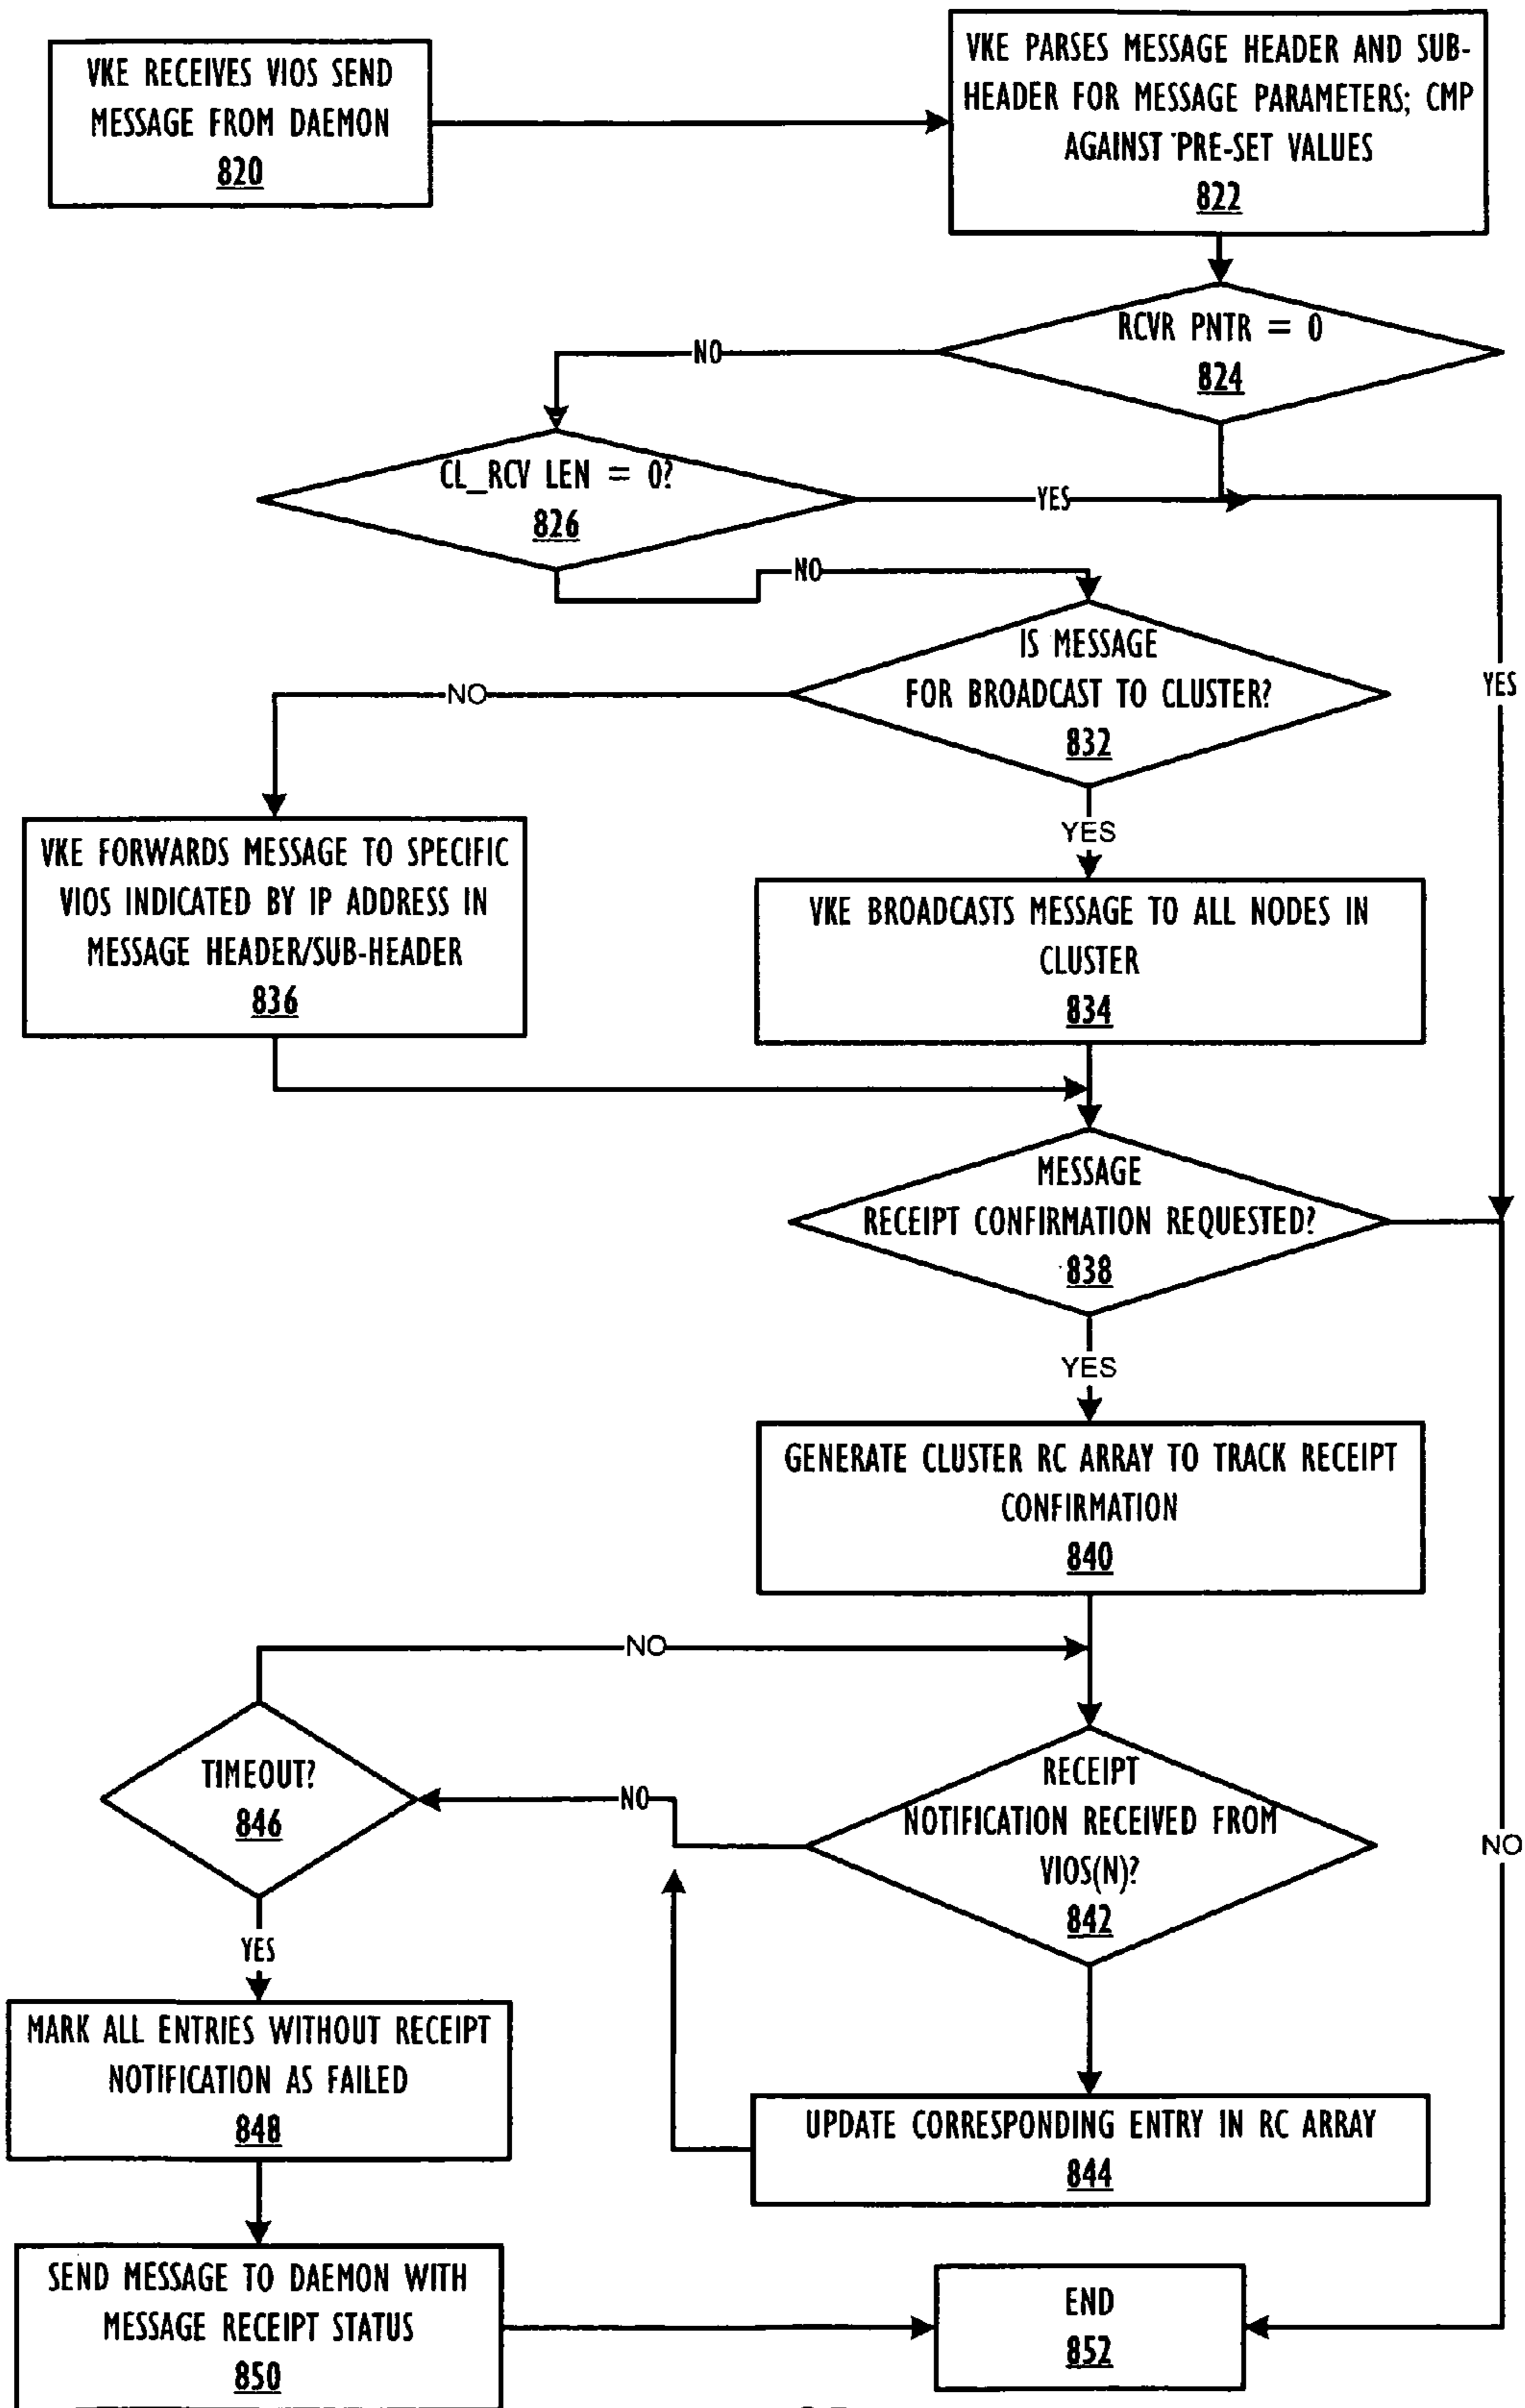 VKE RECEIVES VIOS SEND
MESSAGE FROM DAEMON
820
VKE PARSES MESSAGE HEADER AND SUB-
HEADER FOR MESSAGE PARAMETERS; CMP
AGAINST PRE-SET VALUES
822
RCVR PNTR = 0
824
NO
CL_RCV LEN = 0?
826
YES
NO
IS MESSAGE
FOR BROADCAST TO CLUSTER?
832
NO
YES
YES
VKE FORWARDS MESSAGE TO SPECIFIC
VIOS INDICATED BY IP ADDRESS IN
MESSAGE HEADER/SUB-HEADER
836
VKE BROADCASTS MESSAGE TO ALL NODES IN
CLUSTER
834
MESSAGE
RECEIPT CONFIRMATION REQUESTED?
838
YES
GENERATE CLUSTER RC ARRAY TO TRACK RECEIPT
CONFIRMATION
840
NO
TIMEOUT?
846
NO
RECEIPT
NOTIFICATION RECEIVED FROM
VIOS(N)?
842
NO
YES
MARK ALL ENTRIES WITHOUT RECEIPT
NOTIFICATION AS FAILED
848
UPDATE CORRESPONDING ENTRY IN RC ARRAY
844
SEND MESSAGE TO DAEMON WITH
MESSAGE RECEIPT STATUS
850
END
852